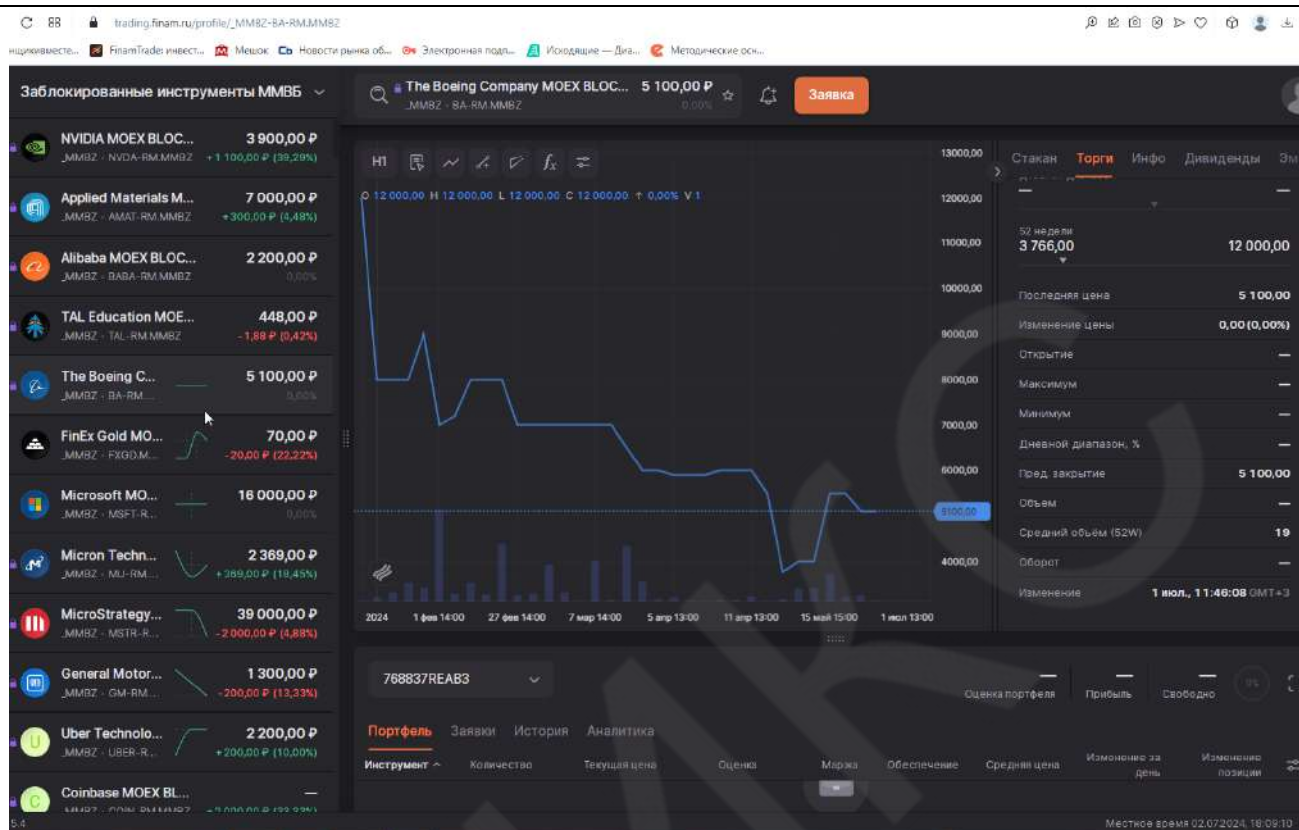 trading.finam.ru/profile/_MMBZ-BA-RM.MMBZ
FinamTrade: инвест... Мешок Сb Новости рынка об... Электронная подп... Исходящие — Диа... Методические осн...
Заблокированные инструменты ММВБ
The Boeing Company MOEX BLOC... 5 100,00 ₽
_MMBZ - BA-RM.MMBZ 0,00%
Заявка
NVIDIA MOEX BLOC... 3 900,00 ₽
_MMBZ - NVDA-RM.MMBZ +1 100,00 ₽ (39,29%)
Applied Materials M... 7 000,00 ₽
_MMBZ - AMAT-RM.MMBZ +300,00 ₽ (4,48%)
Alibaba MOEX BLOC... 2 200,00 ₽
_MMBZ - BABA-RM.MMBZ 0,00%
TAL Education MOE... 448,00 ₽
_MMBZ - TAL-RM.MMBZ -1,88 ₽ (0,42%)
The Boeing C... 5 100,00 ₽
_MMBZ - BA-RM... 0,00%
FinEx Gold MO... 70,00 ₽
_MMBZ - FXGD.M... -20,00 ₽ (22,22%)
Microsoft MO... 16 000,00 ₽
_MMBZ - MSFT-R... 0,00%
Micron Techn... 2 369,00 ₽
_MMBZ - MU-RM... +369,00 ₽ (18,45%)
MicroStrategy... 39 000,00 ₽
_MMBZ - MSTR-R... -2 000,00 ₽ (4,88%)
General Motor... 1 300,00 ₽
_MMBZ - GM-RM... -200,00 ₽ (13,33%)
Uber Technolo... 2 200,00 ₽
_MMBZ - UBER-R... +200,00 ₽ (10,00%)
Coinbase MOEX BL... —
H1 fx
O 12 000,00 H 12 000,00 L 12 000,00 C 12 000,00 ↑ 0,00% V 1
13000,00
12000,00
11000,00
10000,00
9000,00
8000,00
7000,00
6000,00
5100,00
4000,00
2024 1 фев 14:00 27 фев 14:00 7 мар 14:00 5 апр 13:00 11 апр 13:00 15 май 15:00 1 июл 13:00
Стакан Торги Инфо Дивиденды Эм
— —
52 недели
3 766,00 12 000,00
Последняя цена 5 100,00
Изменение цены 0,00 (0,00%)
Открытие —
Максимум —
Минимум —
Дневной диапазон, % —
Пред. закрытие 5 100,00
Объем —
Средний объём (52W) 19
Оборот —
Изменение 1 июл., 11:46:08 GMT+3
768837REAB3
— — — 0%
Оценка портфеля Прибыль Свободно
Портфель Заявки История Аналитика
Инструмент Количество Текущая цена Оценка Маржа Обеспечение Средняя цена Изменение за день Изменение позиции
5.4
Местное время 02.07.2024, 18:09:10